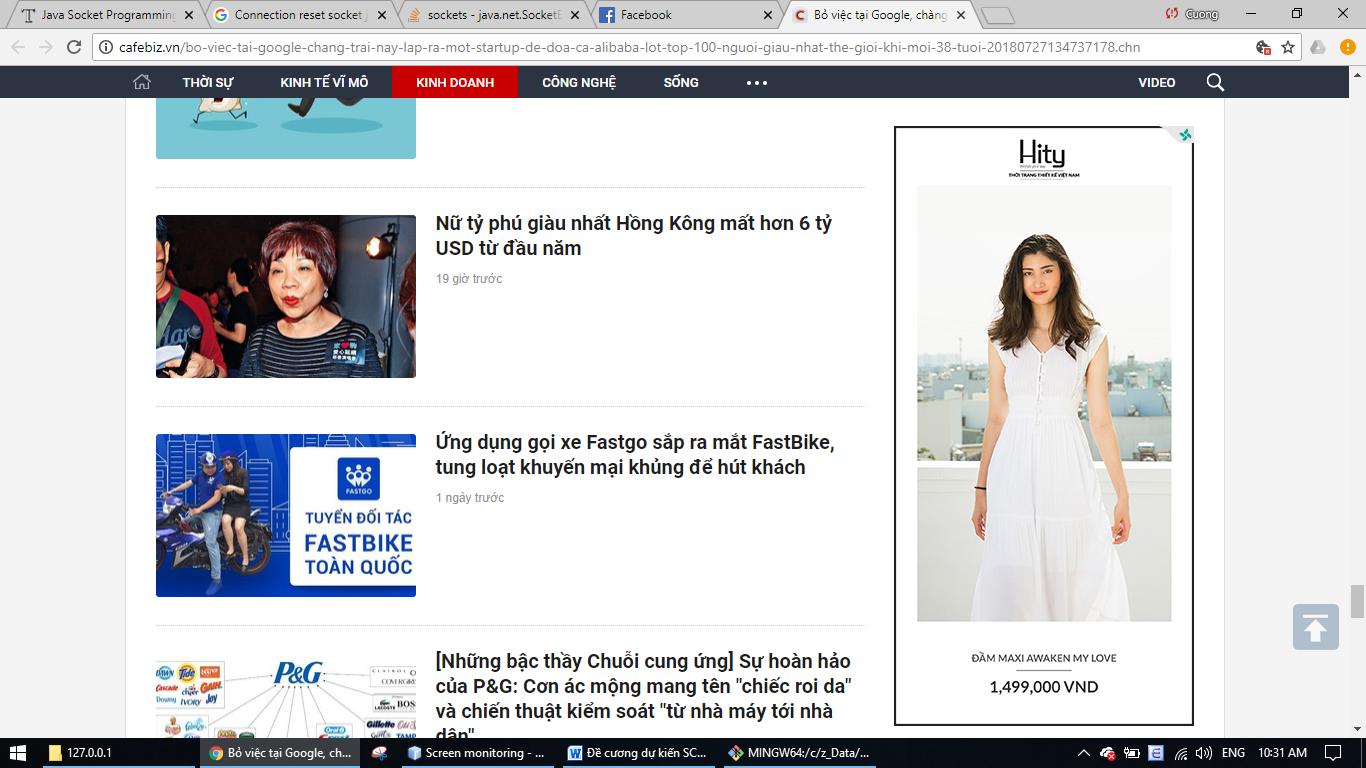 Java Socket Programming
Connection reset socket j
sockets - java.net.SocketE
Facebook
Bỏ việc tại Google, chàng
Cuong
cafebiz.vn/bo-viec-tai-google-chang-trai-nay-lap-ra-mot-startup-de-doa-ca-alibaba-lot-top-100-nguoi-giau-nhat-the-gioi-khi-moi-38-tuoi-20180727134737178.chn
THỜI SỰ
KINH TẾ VĨ MÔ
KINH DOANH
CÔNG NGHỆ
SỐNG
VIDEO
Nữ tỷ phú giàu nhất Hồng Kông mất hơn 6 tỷ
USD từ đầu năm
19 giờ trước
Ứng dụng gọi xe Fastgo sắp ra mắt FastBike,
tung loạt khuyến mại khủng để hút khách
1 ngày trước
FASTGO
TUYỂN ĐỐI TÁC
FASTBIKE
TOÀN QUỐC
[Những bậc thầy Chuỗi cung ứng] Sự hoàn hảo
của P&G: Cơn ác mộng mang tên "chiếc roi da"
và chiến thuật kiểm soát "từ nhà máy tới nhà
dân"
P&G
DAWN
Tide
Cascade
cheer
GAIN
Downy
IVORY
Joy
CLAIROL
COVERGIRL
LACOSTE
BOSS
Gillette
Oral B
Hity
THỜI TRANG THIẾT KẾ VIỆT NAM
ĐẦM MAXI AWAKEN MY LOVE
1,499,000 VND
127.0.0.1
Bỏ việc tại Google, ch...
Screen monitoring - ...
Đề cương dự kiến SC...
MINGW64:/c/z_Data/...
ENG
10:31 AM